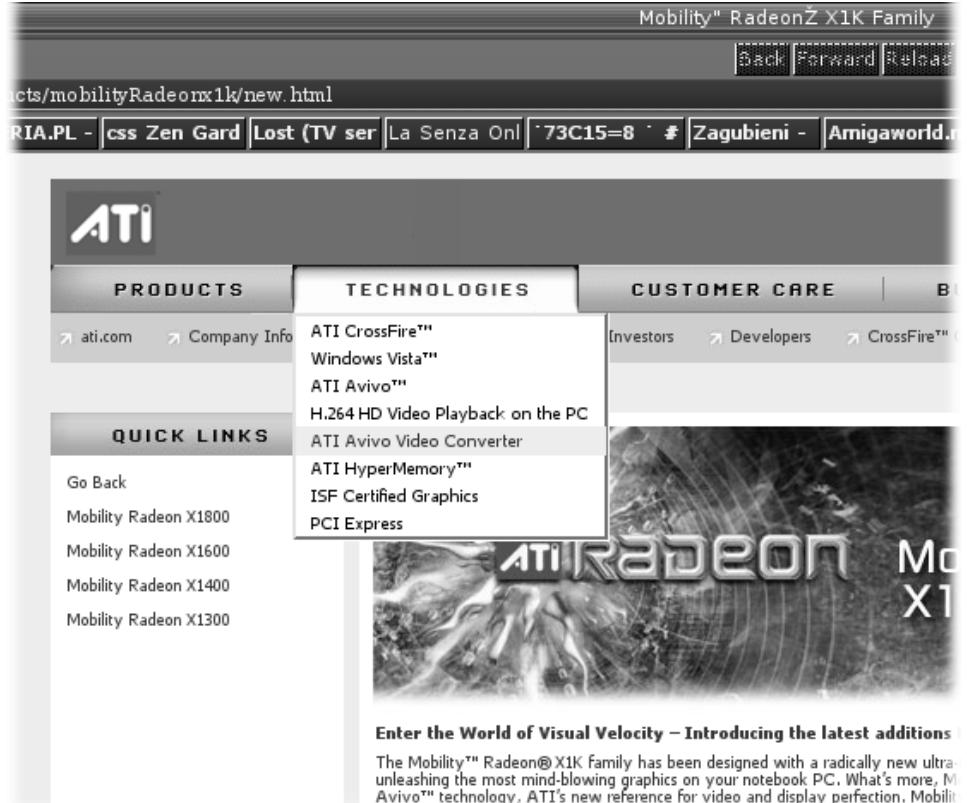 Mobility" RadeonŽ X1K Family
Back Forward Reload
cts/mobilityRadeonx1k/new.html
RIA.PL - css Zen Gard Lost (TV ser La Senza Onl `73C15=8 ` # Zagubieni - Amigaworld.
ATI
PRODUCTS TECHNOLOGIES CUSTOMER CARE
ati.com Company Info Investors Developers CrossFire™
ATI CrossFire™
Windows Vista™
ATI Avivo™
H.264 HD Video Playback on the PC
ATI Avivo Video Converter
ATI HyperMemory™
ISF Certified Graphics
PCI Express
QUICK LINKS
Go Back
Mobility Radeon X1800
Mobility Radeon X1600
Mobility Radeon X1400
Mobility Radeon X1300
ATI RADEON Mo
X1
Enter the World of Visual Velocity – Introducing the latest additions
The Mobility™ Radeon® X1K family has been designed with a radically new ultra-
unleashing the most mind-blowing graphics on your notebook PC. What's more, M
Avivo™ technology, ATI's new reference for video and display perfection. Mobilit